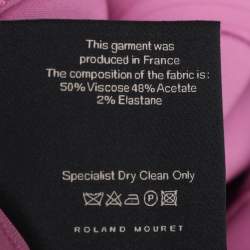 This garment was
produced in France
The composition of the fabric is:
50% Viscose 48% Acetate
2% Elastane
Specialist Dry Clean Only
P
ROLAND MOURET